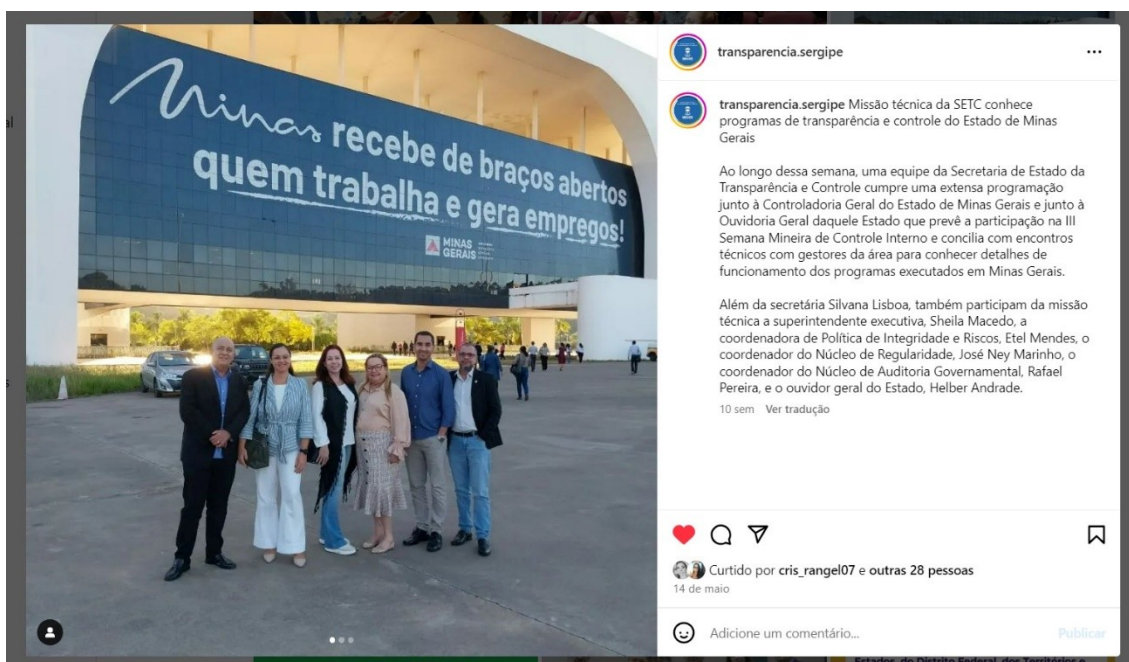 Minas recebe de braços abertos
quem trabalha e gera empregos!
MINAS
GERAIS
transparencia.sergipe
transparencia.sergipe Missão técnica da SETC conhece
programas de transparência e controle do Estado de Minas
Gerais
Ao longo dessa semana, uma equipe da Secretaria de Estado da
Transparência e Controle cumpre uma extensa programação
junto à Controladoria Geral do Estado de Minas Gerais e junto à
Ouvidoria Geral daquele Estado que prevê a participação na III
Semana Mineira de Controle Interno e concilia com encontros
técnicos com gestores da área para conhecer detalhes de
funcionamento dos programas executados em Minas Gerais.
Além da secretária Silvana Lisboa, também participam da missão
técnica a superintendente executiva, Sheila Macedo, a
coordenadora de Política de Integridade e Riscos, Etel Mendes, o
coordenador do Núcleo de Regularidade, José Ney Marinho, o
coordenador do Núcleo de Auditoria Governamental, Rafael
Pereira, e o ouvidor geral do Estado, Helber Andrade.
10 sem Ver tradução
Curtido por cris_rangel07 e outras 28 pessoas
14 de maio
Adicione um comentário... Publicar
Estados, do Distrito Federal, dos Territórios e